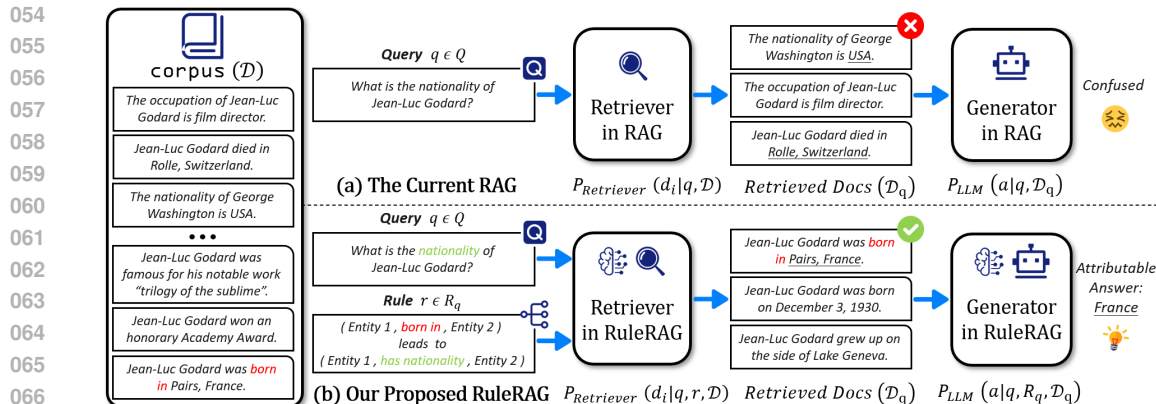 054
055
056
057
058
059
060
061
062
063
064
065
066
corpus (𝒟)
The occupation of Jean-Luc
Godard is film director.
Jean-Luc Godard died in
Rolle, Switzerland.
The nationality of George
Washington is USA.
•••
Jean-Luc Godard was
famous for his notable work
“trilogy of the sublime”.
Jean-Luc Godard won an
honorary Academy Award.
Jean-Luc Godard was born
in Pairs, France.
Query q ∈ Q
Q
What is the nationality of
Jean-Luc Godard?
(a) The Current RAG
Retriever
in RAG
P_Retriever (d_i|q, 𝒟)
The nationality of George
Washington is USA.
The occupation of Jean-Luc
Godard is film director.
Jean-Luc Godard died in
Rolle, Switzerland.
Retrieved Docs (𝒟_q)
Generator
in RAG
P_LLM (a|q, 𝒟_q)
Confused
Query q ∈ Q
Q
What is the nationality of
Jean-Luc Godard?
Rule r ∈ R_q
( Entity 1 , born in , Entity 2 )
leads to
( Entity 1 , has nationality , Entity 2 )
(b) Our Proposed RuleRAG
Retriever
in RuleRAG
P_Retriever (d_i|q, r, 𝒟)
Jean-Luc Godard was born
in Pairs, France.
Jean-Luc Godard was born
on December 3, 1930.
Jean-Luc Godard grew up on
the side of Lake Geneva.
Retrieved Docs (𝒟_q)
Generator
in RuleRAG
P_LLM (a|q, R_q, 𝒟_q)
Attributable
Answer:
France